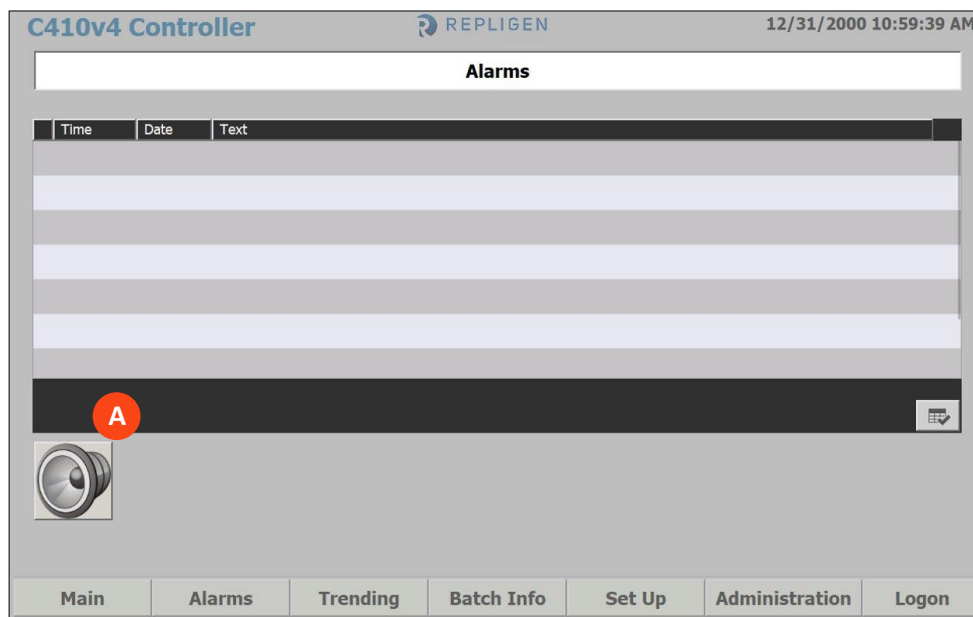 C410v4 Controller REPLIGEN 12/31/2000 10:59:39 AM
Alarms
Time Date Text
A
Main Alarms Trending Batch Info Set Up Administration Logon